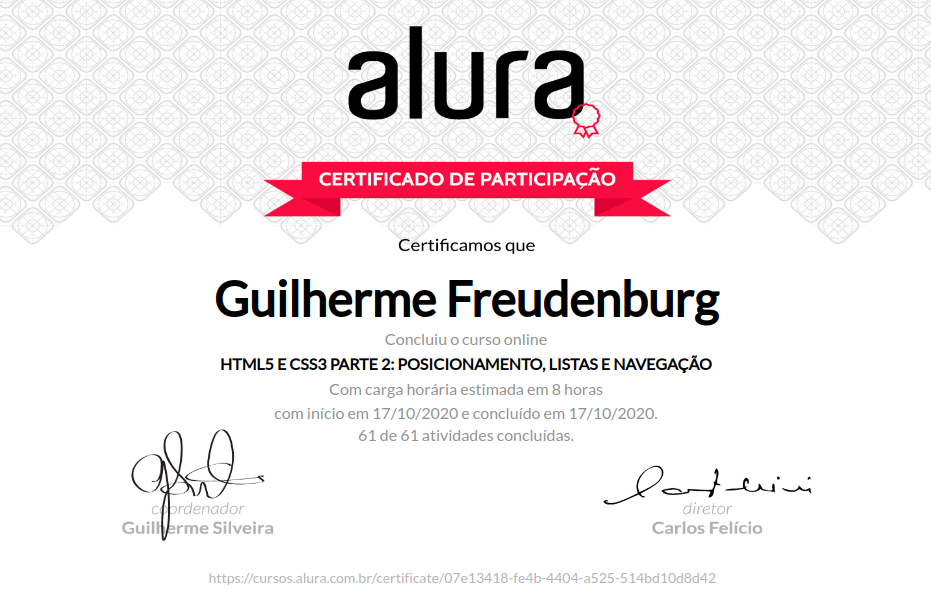 alura
CERTIFICADO DE PARTICIPAÇÃO
Certificamos que
Guilherme Freudenburg
Concluiu o curso online
HTML5 E CSS3 PARTE 2: POSICIONAMENTO, LISTAS E NAVEGAÇÃO
Com carga horária estimada em 8 horas
com início em 17/10/2020 e concluído em 17/10/2020.
61 de 61 atividades concluídas.
coordenador
Guilherme Silveira
diretor
Carlos Felício
https://cursos.alura.com.br/certificate/07e13418-fe4b-4404-a525-514bd10d8d42